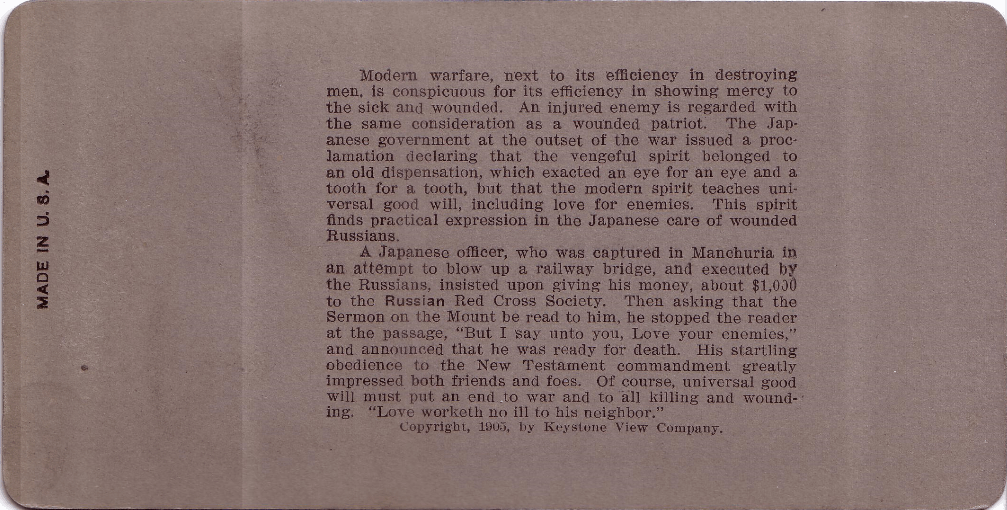 MADE IN U. S. A.
Modern warfare, next to its efficiency in destroying
men, is conspicuous for its efficiency in showing mercy to
the sick and wounded. An injured enemy is regarded with
the same consideration as a wounded patriot. The Jap-
anese government at the outset of the war issued a proc-
lamation declaring that the vengeful spirit belonged to
an old dispensation, which exacted an eye for an eye and a
tooth for a tooth, but that the modern spirit teaches uni-
versal good will, including love for enemies. This spirit
finds practical expression in the Japanese care of wounded
Russians.
A Japanese officer, who was captured in Manchuria in
an attempt to blow up a railway bridge, and executed by
the Russians, insisted upon giving his money, about $1,000
to the Russian Red Cross Society. Then asking that the
Sermon on the Mount be read to him, he stopped the reader
at the passage, "But I say unto you, Love your enemies,"
and announced that he was ready for death. His startling
obedience to the New Testament commandment greatly
impressed both friends and foes. Of course, universal good
will must put an end to war and to all killing and wound-
ing. "Love worketh no ill to his neighbor."
Copyright, 1905, by Keystone View Company.